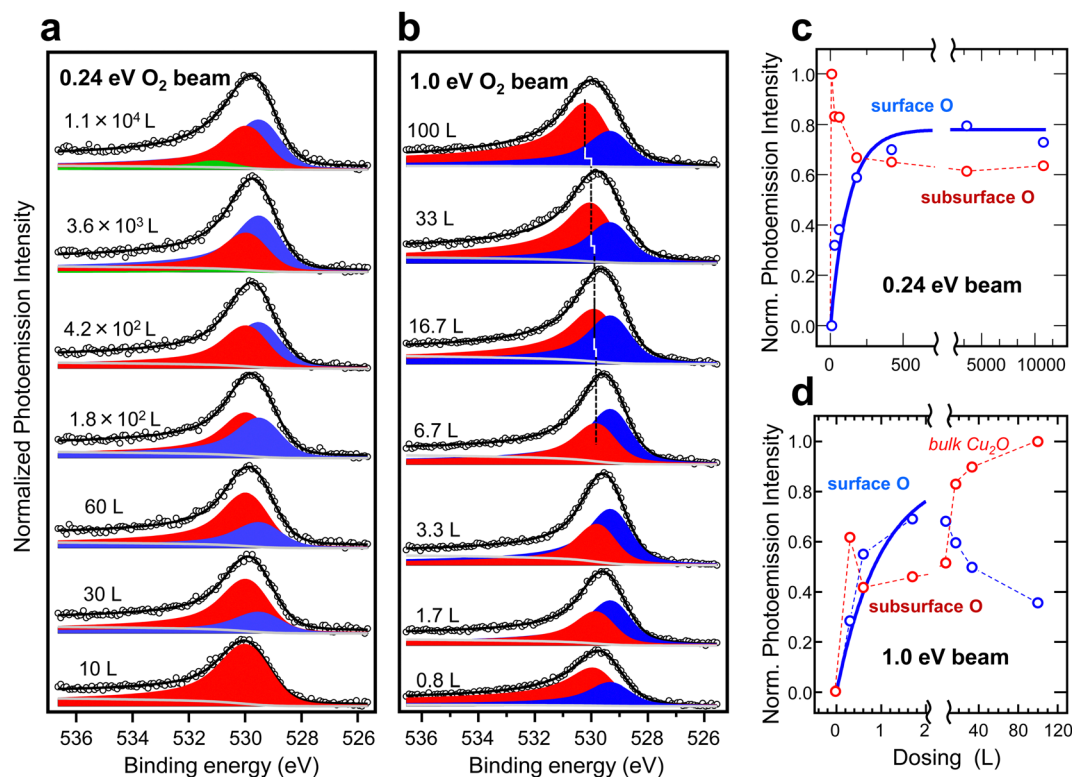 a
0.24 eV O₂ beam
1.1 × 10⁴ L
3.6 × 10³ L
4.2 × 10² L
1.8 × 10² L
60 L
30 L
10 L
536 534 532 530 528 526
Binding energy (eV)
Normalized Photoemission Intensity
b
1.0 eV O₂ beam
100 L
33 L
16.7 L
6.7 L
3.3 L
1.7 L
0.8 L
536 534 532 530 528 526
Binding energy (eV)
c
Norm. Photoemission Intensity
1.0
0.8
0.6
0.4
0.2
0.0
surface O
subsurface O
0.24 eV beam
0 500 5000 10000
d
Norm. Photoemission Intensity
1.0
0.8
0.6
0.4
0.2
0.0
bulk Cu₂O
surface O
subsurface O
1.0 eV beam
0 1 2 40 80 120
Dosing (L)